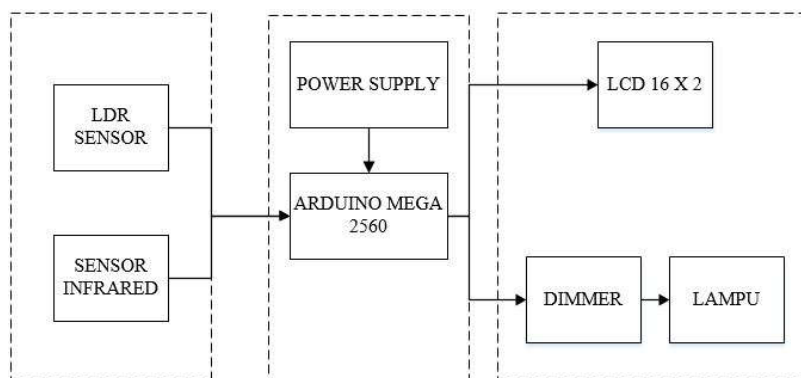 LDR
SENSOR
SENSOR
INFRARED
POWER SUPPLY
ARDUINO MEGA
2560
LCD 16 X 2
DIMMER
LAMPU